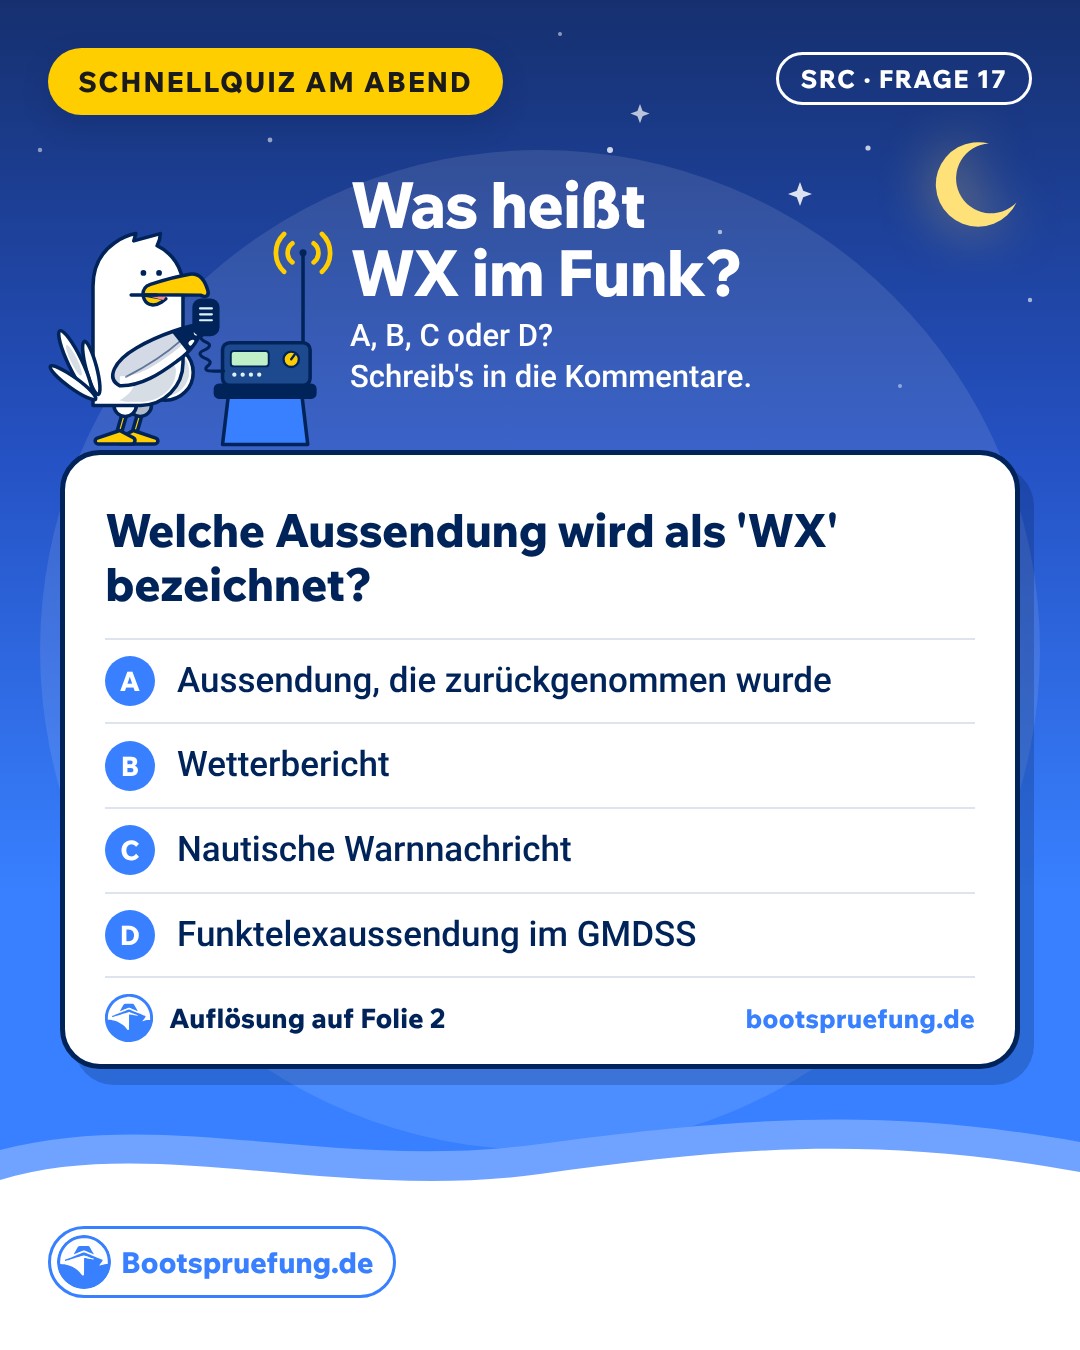 SCHNELLQUIZ AM ABEND
SRC · FRAGE 17
Was heißt
WX im Funk?
A, B, C oder D?
Schreib's in die Kommentare.
Welche Aussendung wird als 'WX'
bezeichnet?
A Aussendung, die zurückgenommen wurde
B Wetterbericht
C Nautische Warnnachricht
D Funktelexaussendung im GMDSS
Auflösung auf Folie 2
bootspruefung.de
Bootspruefung.de